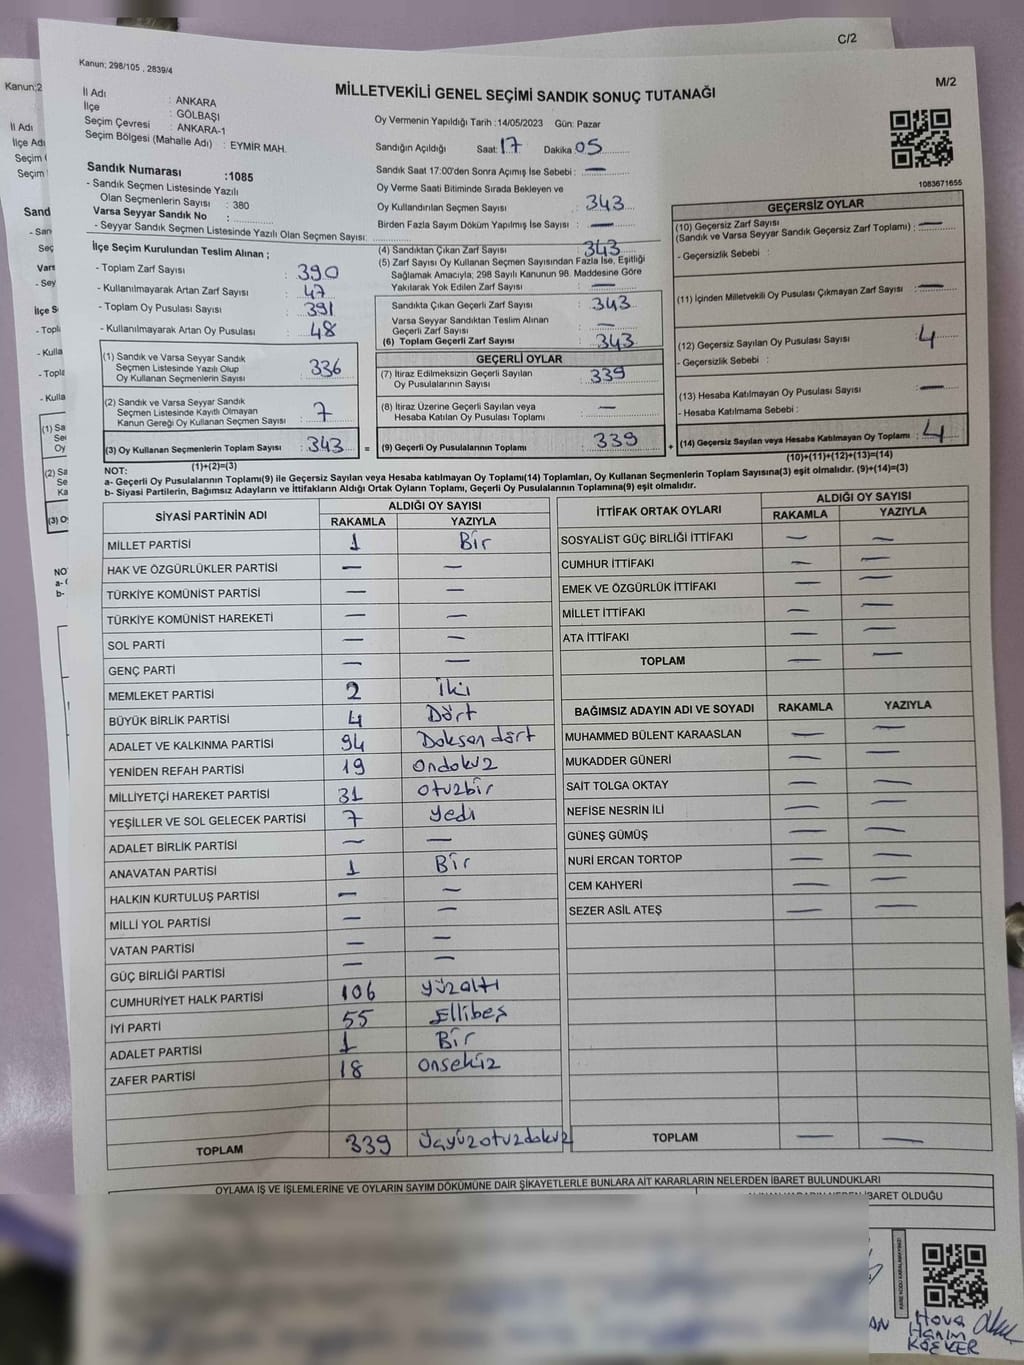 C/2
Kanun; 298/105 , 2839/4
M/2
MİLLETVEKİLİ GENEL SEÇİMİ SANDIK SONUÇ TUTANAĞI
İl Adı : ANKARA
İlçe : GÖLBAŞI
Seçim Çevresi : ANKARA-1
Seçim Bölgesi (Mahalle Adı) : EYMİR MAH.
Oy Vermenin Yapıldığı Tarih :14/05/2023 Gün: Pazar
Sandığın Açıldığı Saat: 17 Dakika 05
Sandık Numarası :1085
- Sandık Seçmen Listesinde Yazılı
Olan Seçmenlerin Sayısı : 380
Varsa Seyyar Sandık No :
- Seyyar Sandık Seçmen Listesinde Yazılı Olan Seçmen Sayısı:
Sandık Saat 17:00'den Sonra Açımış İse Sebebi : —
Oy Verme Saati Bitiminde Sırada Bekleyen ve
Oy Kullandırılan Seçmen Sayısı : 343
Birden Fazla Sayım Döküm Yapılmış İse Sayısı : —
1083671655
İlçe Seçim Kurulundan Teslim Alınan ;
- Toplam Zarf Sayısı : 390
- Kullanılmayarak Artan Zarf Sayısı : 47
- Toplam Oy Pusulası Sayısı : 391
- Kullanılmayarak Artan Oy Pusulası : 48
(1) Sandık ve Varsa Seyyar Sandık
Seçmen Listesinde Yazılı Olup
Oy Kullanan Seçmenlerin Sayısı : 336
(2) Sandık ve Varsa Seyyar Sandık
Seçmen Listesinde Kayıtlı Olmayan
Kanun Gereği Oy Kullanan Seçmen Sayısı : 7
(3) Oy Kullanan Seçmenlerin Toplam Sayısı : 343
(1)+(2)=(3)
(4) Sandıktan Çıkan Zarf Sayısı : 343
(5) Zarf Sayısı Oy Kullanan Seçmen Sayısından Fazla İse, Eşitliği
Sağlamak Amacıyla; 298 Sayılı Kanunun 98. Maddesine Göre
Yakılarak Yok Edilen Zarf Sayısı : —
Sandıkta Çıkan Geçerli Zarf Sayısı : 343
Varsa Seyyar Sandıktan Teslim Alınan
Geçerli Zarf Sayısı : —
(6) Toplam Geçerli Zarf Sayısı : 343
GEÇERLİ OYLAR
(7) İtiraz Edilmeksizin Geçerli Sayılan
Oy Pusulalarının Sayısı : 339
(8) İtiraz Üzerine Geçerli Sayılan veya
Hesaba Katılan Oy Pusulası Toplamı : —
= (9) Geçerli Oy Pusulalarının Toplamı : 339
GEÇERSİZ OYLAR
(10) Geçersiz Zarf Sayısı
(Sandık ve Varsa Seyyar Sandık Geçersiz Zarf Toplamı) : —
- Geçersizlik Sebebi :
(11) İçinden Milletvekili Oy Pusulası Çıkmayan Zarf Sayısı : —
(12) Geçersiz Sayılan Oy Pusulası Sayısı : 4
- Geçersizlik Sebebi :
(13) Hesaba Katılmayan Oy Pusulası Sayısı : —
- Hesaba Katılmama Sebebi :
+ (14) Geçersiz Sayılan veya Hesaba Katılmayan Oy Toplamı : 4
(10)+(11)+(12)+(13)=(14)
NOT:
a- Geçerli Oy Pusulasının Toplamı(9) ile Geçersiz Sayılan veya Hesaba katılmayan Oy Toplamı(14) Toplamları, Oy Kullanan Seçmenlerin Toplam Sayısına(3) eşit olmalıdır. (9)+(14)=(3)
b- Siyasi Partilerin, Bağımsız Adayların ve İttifakların Aldığı Ortak Oyların Toplamı, Geçerli Oy Pusulalarının Toplamına(9) eşit olmalıdır.
SİYASİ PARTİNİN ADI ALDIĞI OY SAYISI
RAKAMLA YAZIYLA
MİLLET PARTİSİ 1 Bir
HAK VE ÖZGÜRLÜKLER PARTİSİ — —
TÜRKİYE KOMÜNİST PARTİSİ — —
TÜRKİYE KOMÜNİST HAREKETİ — —
SOL PARTİ — —
GENÇ PARTİ — —
MEMLEKET PARTİSİ 2 İki
BÜYÜK BİRLİK PARTİSİ 4 Dört
ADALET VE KALKINMA PARTİSİ 94 Doksan dört
YENİDEN REFAH PARTİSİ 19 ondokuz
MİLLİYETÇİ HAREKET PARTİSİ 31 otuzbir
YEŞİLLER VE SOL GELECEK PARTİSİ 7 yedi
ADALET BİRLİK PARTİSİ — —
ANAVATAN PARTİSİ 1 Bir
HALKIN KURTULUŞ PARTİSİ — —
MİLLİ YOL PARTİSİ — —
VATAN PARTİSİ — —
GÜÇ BİRLİĞİ PARTİSİ — —
CUMHURİYET HALK PARTİSİ 106 yüzaltı
İYİ PARTİ 55 Ellibeş
ADALET PARTİSİ 1 Bir
ZAFER PARTİSİ 18 onsekiz
TOPLAM 339 Üçyüzotuzdokuz
İTTİFAK ORTAK OYLARI ALDIĞI OY SAYISI
RAKAMLA YAZIYLA
SOSYALİST GÜÇ BİRLİĞİ İTTİFAKI — —
CUMHUR İTTİFAKI — —
EMEK VE ÖZGÜRLÜK İTTİFAKI — —
MİLLET İTTİFAKI — —
ATA İTTİFAKI — —
TOPLAM — —
BAĞIMSIZ ADAYIN ADI VE SOYADI RAKAMLA YAZIYLA
MUHAMMED BÜLENT KARAASLAN — —
MUKADDER GÜNERİ — —
SAİT TOLGA OKTAY — —
NEFİSE NESRİN İLİ — —
GÜNEŞ GÜMÜŞ — —
NURİ ERCAN TORTOP — —
CEM KAHYERİ — —
SEZER ASİL ATEŞ — —
TOPLAM — —
OYLAMA İŞ VE İŞLEMLERİNE VE OYLARIN SAYIM DÖKÜMÜNE DAİR ŞİKAYETLERLE BUNLARA AİT KARARLARIN NELERDEN İBARET BULUNDUKLARI
İBARET OLDUĞU
Hava
Hanım
KÖEKER